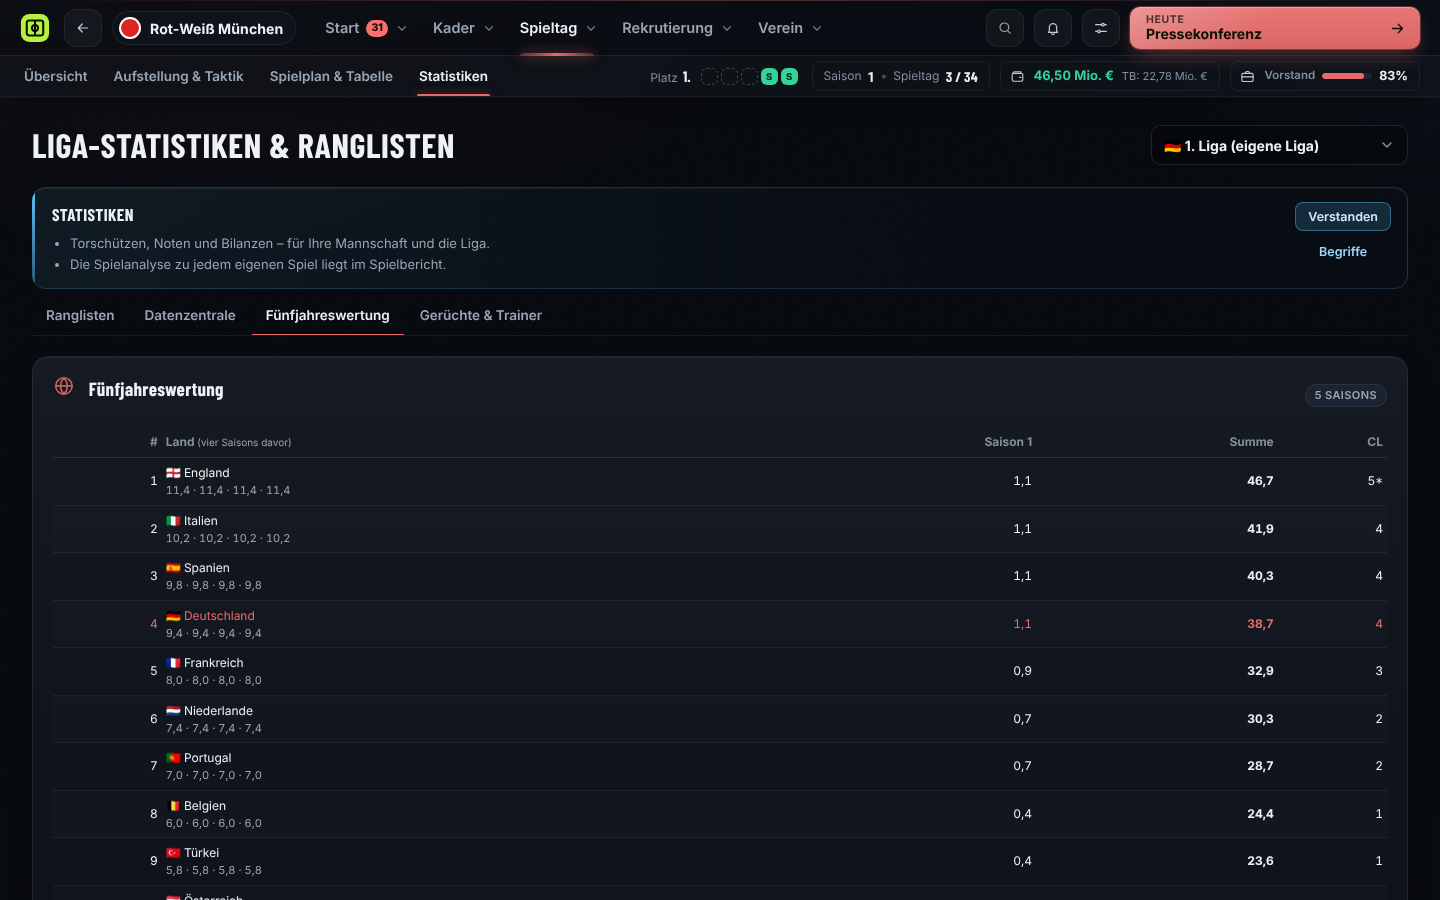 Rot-Weiß München
Start 31
Kader
Spieltag
Rekrutierung
Verein
HEUTE
Pressekonferenz
Übersicht
Aufstellung & Taktik
Spielplan & Tabelle
Statistiken
Platz 1.
S S
Saison 1 • Spieltag 3 / 34
46,50 Mio. € TB: 22,78 Mio. €
Vorstand 83%
LIGA-STATISTIKEN & RANGLISTEN
1. Liga (eigene Liga)
STATISTIKEN
• Torschützen, Noten und Bilanzen – für Ihre Mannschaft und die Liga.
• Die Spielanalyse zu jedem eigenen Spiel liegt im Spielbericht.
Verstanden
Begriffe
Ranglisten
Datenzentrale
Fünfjahreswertung
Gerüchte & Trainer
Fünfjahreswertung
5 SAISONS
# Land (vier Saisons davor) Saison 1 Summe CL
1 England 1,1 46,7 5*
11,4 · 11,4 · 11,4 · 11,4
2 Italien 1,1 41,9 4
10,2 · 10,2 · 10,2 · 10,2
3 Spanien 1,1 40,3 4
9,8 · 9,8 · 9,8 · 9,8
4 Deutschland 1,1 38,7 4
9,4 · 9,4 · 9,4 · 9,4
5 Frankreich 0,9 32,9 3
8,0 · 8,0 · 8,0 · 8,0
6 Niederlande 0,7 30,3 2
7,4 · 7,4 · 7,4 · 7,4
7 Portugal 0,7 28,7 2
7,0 · 7,0 · 7,0 · 7,0
8 Belgien 0,4 24,4 1
6,0 · 6,0 · 6,0 · 6,0
9 Türkei 0,4 23,6 1
5,8 · 5,8 · 5,8 · 5,8
Österreich